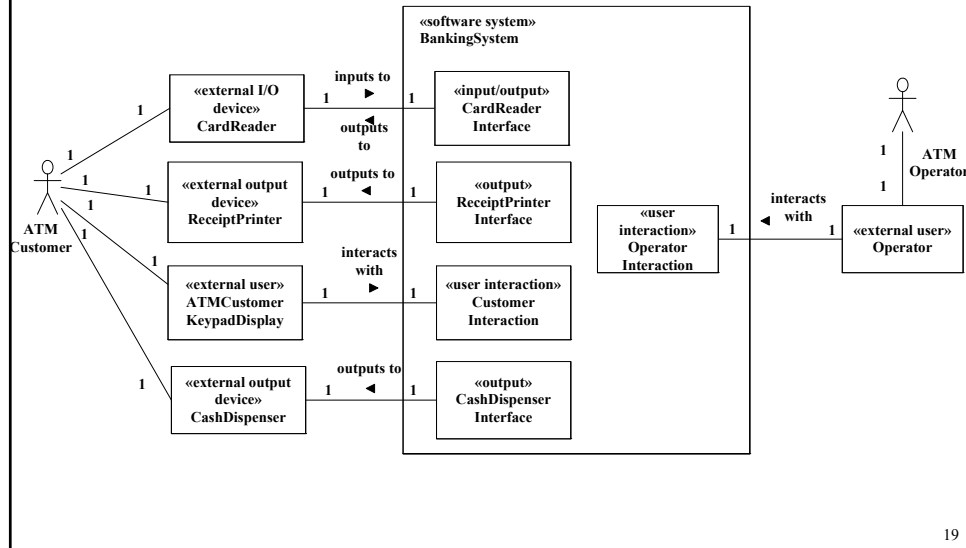 «software system»
BankingSystem
inputs to
1
1
1
«external I/O
device»
CardReader
«input/output»
CardReader
Interface
outputs
to
1
1
ATM
Operator
1
1
ATM
Customer
1
1
«external output
device»
ReceiptPrinter
outputs to
1
1
«output»
ReceiptPrinter
Interface
«user
interaction»
Operator
Interaction
interacts
with
1
1
«external user»
Operator
1
1
«external user»
ATMCustomer
KeypadDisplay
interacts
with
1
1
«user interaction»
Customer
Interaction
1
1
«external output
device»
CashDispenser
outputs to
1
1
«output»
CashDispenser
Interface
19